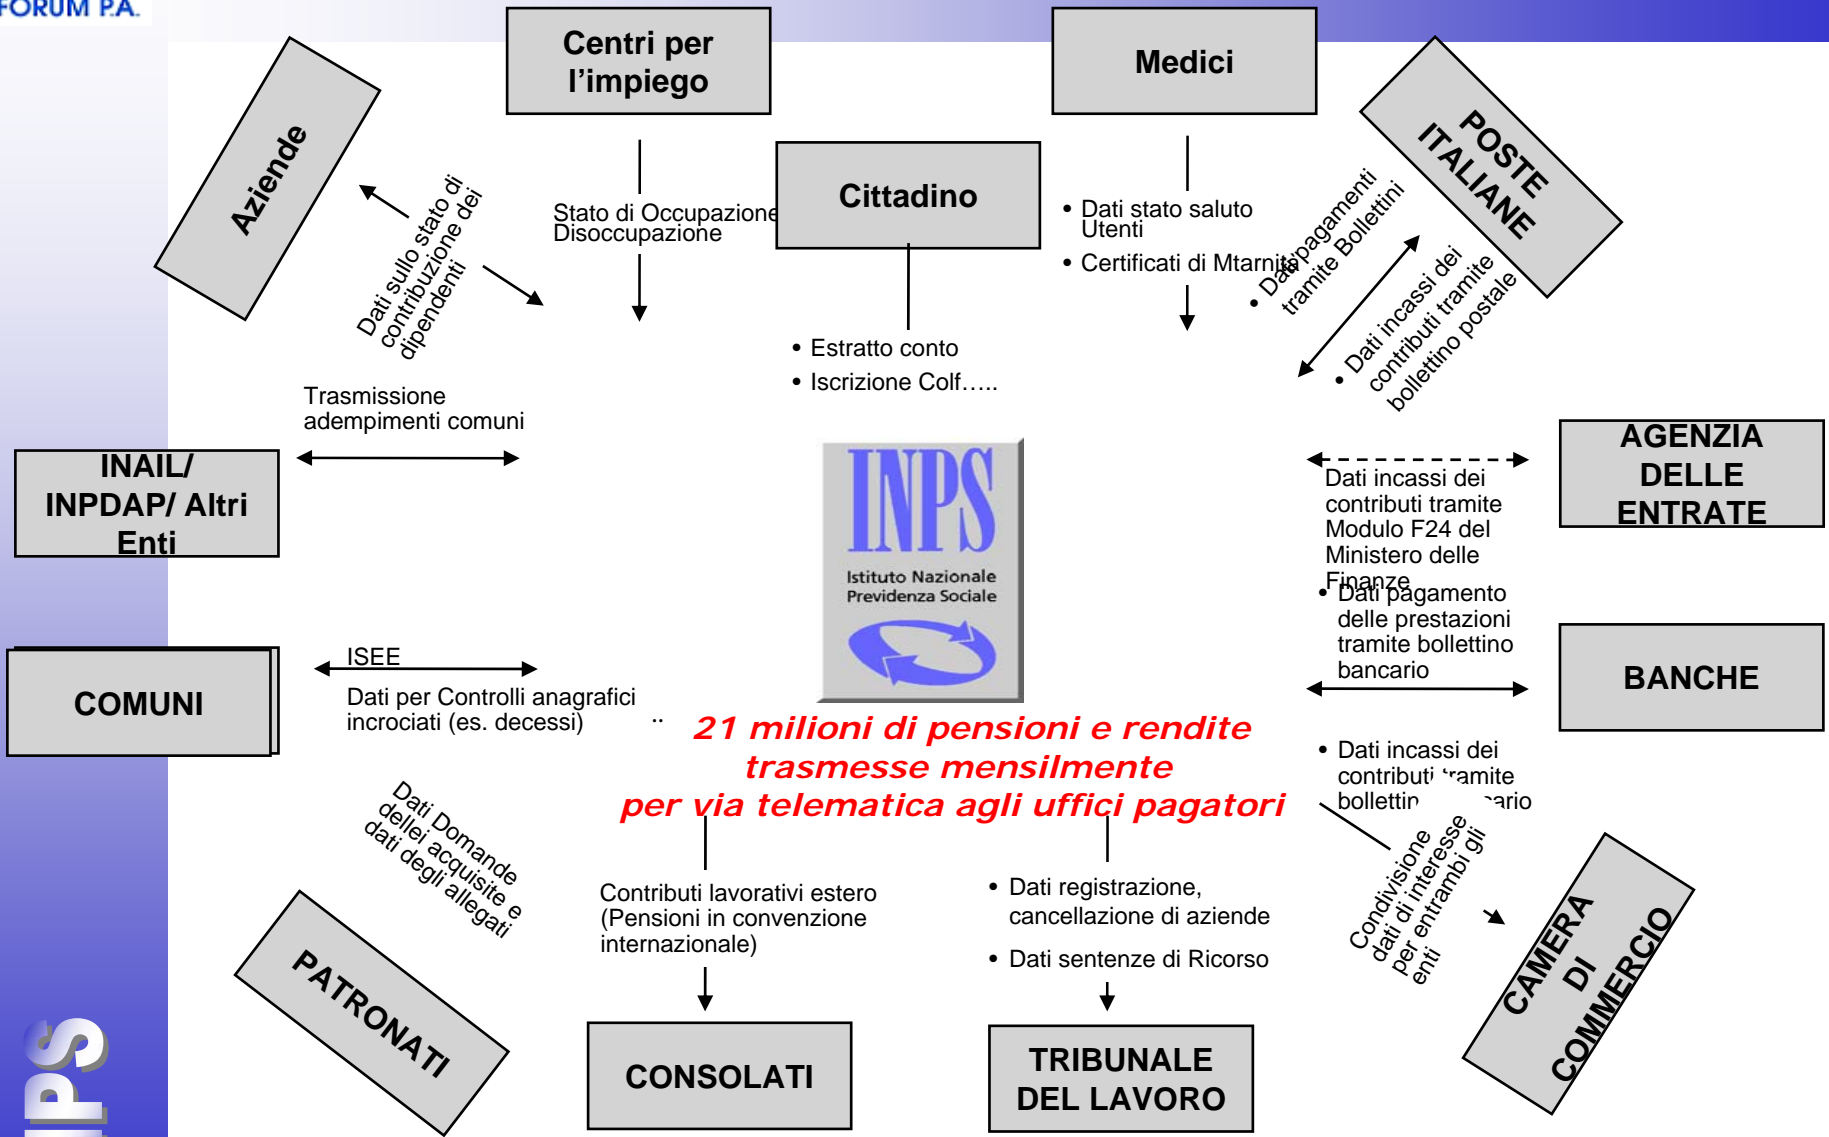 FORUM P.A.
Centri per
l'impiego
Medici
Aziende
Cittadino
POSTE
ITALIANE
Dati sullo stato di
contribuzione dei
dipendenti
Stato di Occupazione
Disoccupazione
• Dati stato saluto
Utenti
• Certificati di Mtarnita
• Dati pagamenti
tramite Bollettini
• Dati incassi dei
contributi tramite
bollettino postale
• Estratto conto
• Iscrizione Colf…..
Trasmissione
adempimenti comuni
INAIL/
INPDAP/ Altri
Enti
INPS
Istituto Nazionale
Previdenza Sociale
AGENZIA
DELLE
ENTRATE
Dati incassi dei
contributi tramite
Modulo F24 del
Ministero delle
Finanze
• Dati pagamento
delle prestazioni
tramite bollettino
bancario
BANCHE
COMUNI
ISEE
Dati per Controlli anagrafici
incrociati (es. decessi) ..
21 milioni di pensioni e rendite
trasmesse mensilmente
per via telematica agli uffici pagatori
• Dati incassi dei
contributi tramite
Dati Domande
dellei acquisite e
dati degli allegati
PATRONATI
Contributi lavorativi estero
(Pensioni in convenzione
internazionale)
CONSOLATI
• Dati registrazione,
cancellazione di aziende
• Dati sentenze di Ricorso
TRIBUNALE
DEL LAVORO
Condivisione
dati di interesse
per entrambi gli
enti
CAMERA
DI
COMMERCIO